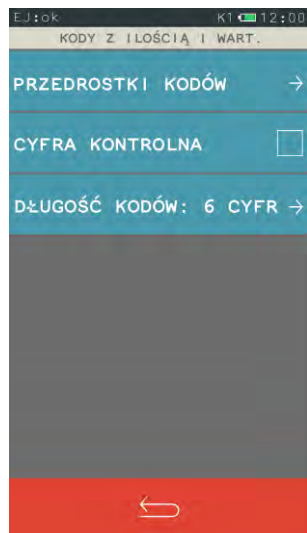 EJ:ok K1 12:00
KODY Z ILOŚCIĄ I WART.
PRZEDROSTKI KODÓW →
CYFRA KONTROLNA
DŁUGOŚĆ KODÓW: 6 CYFR →